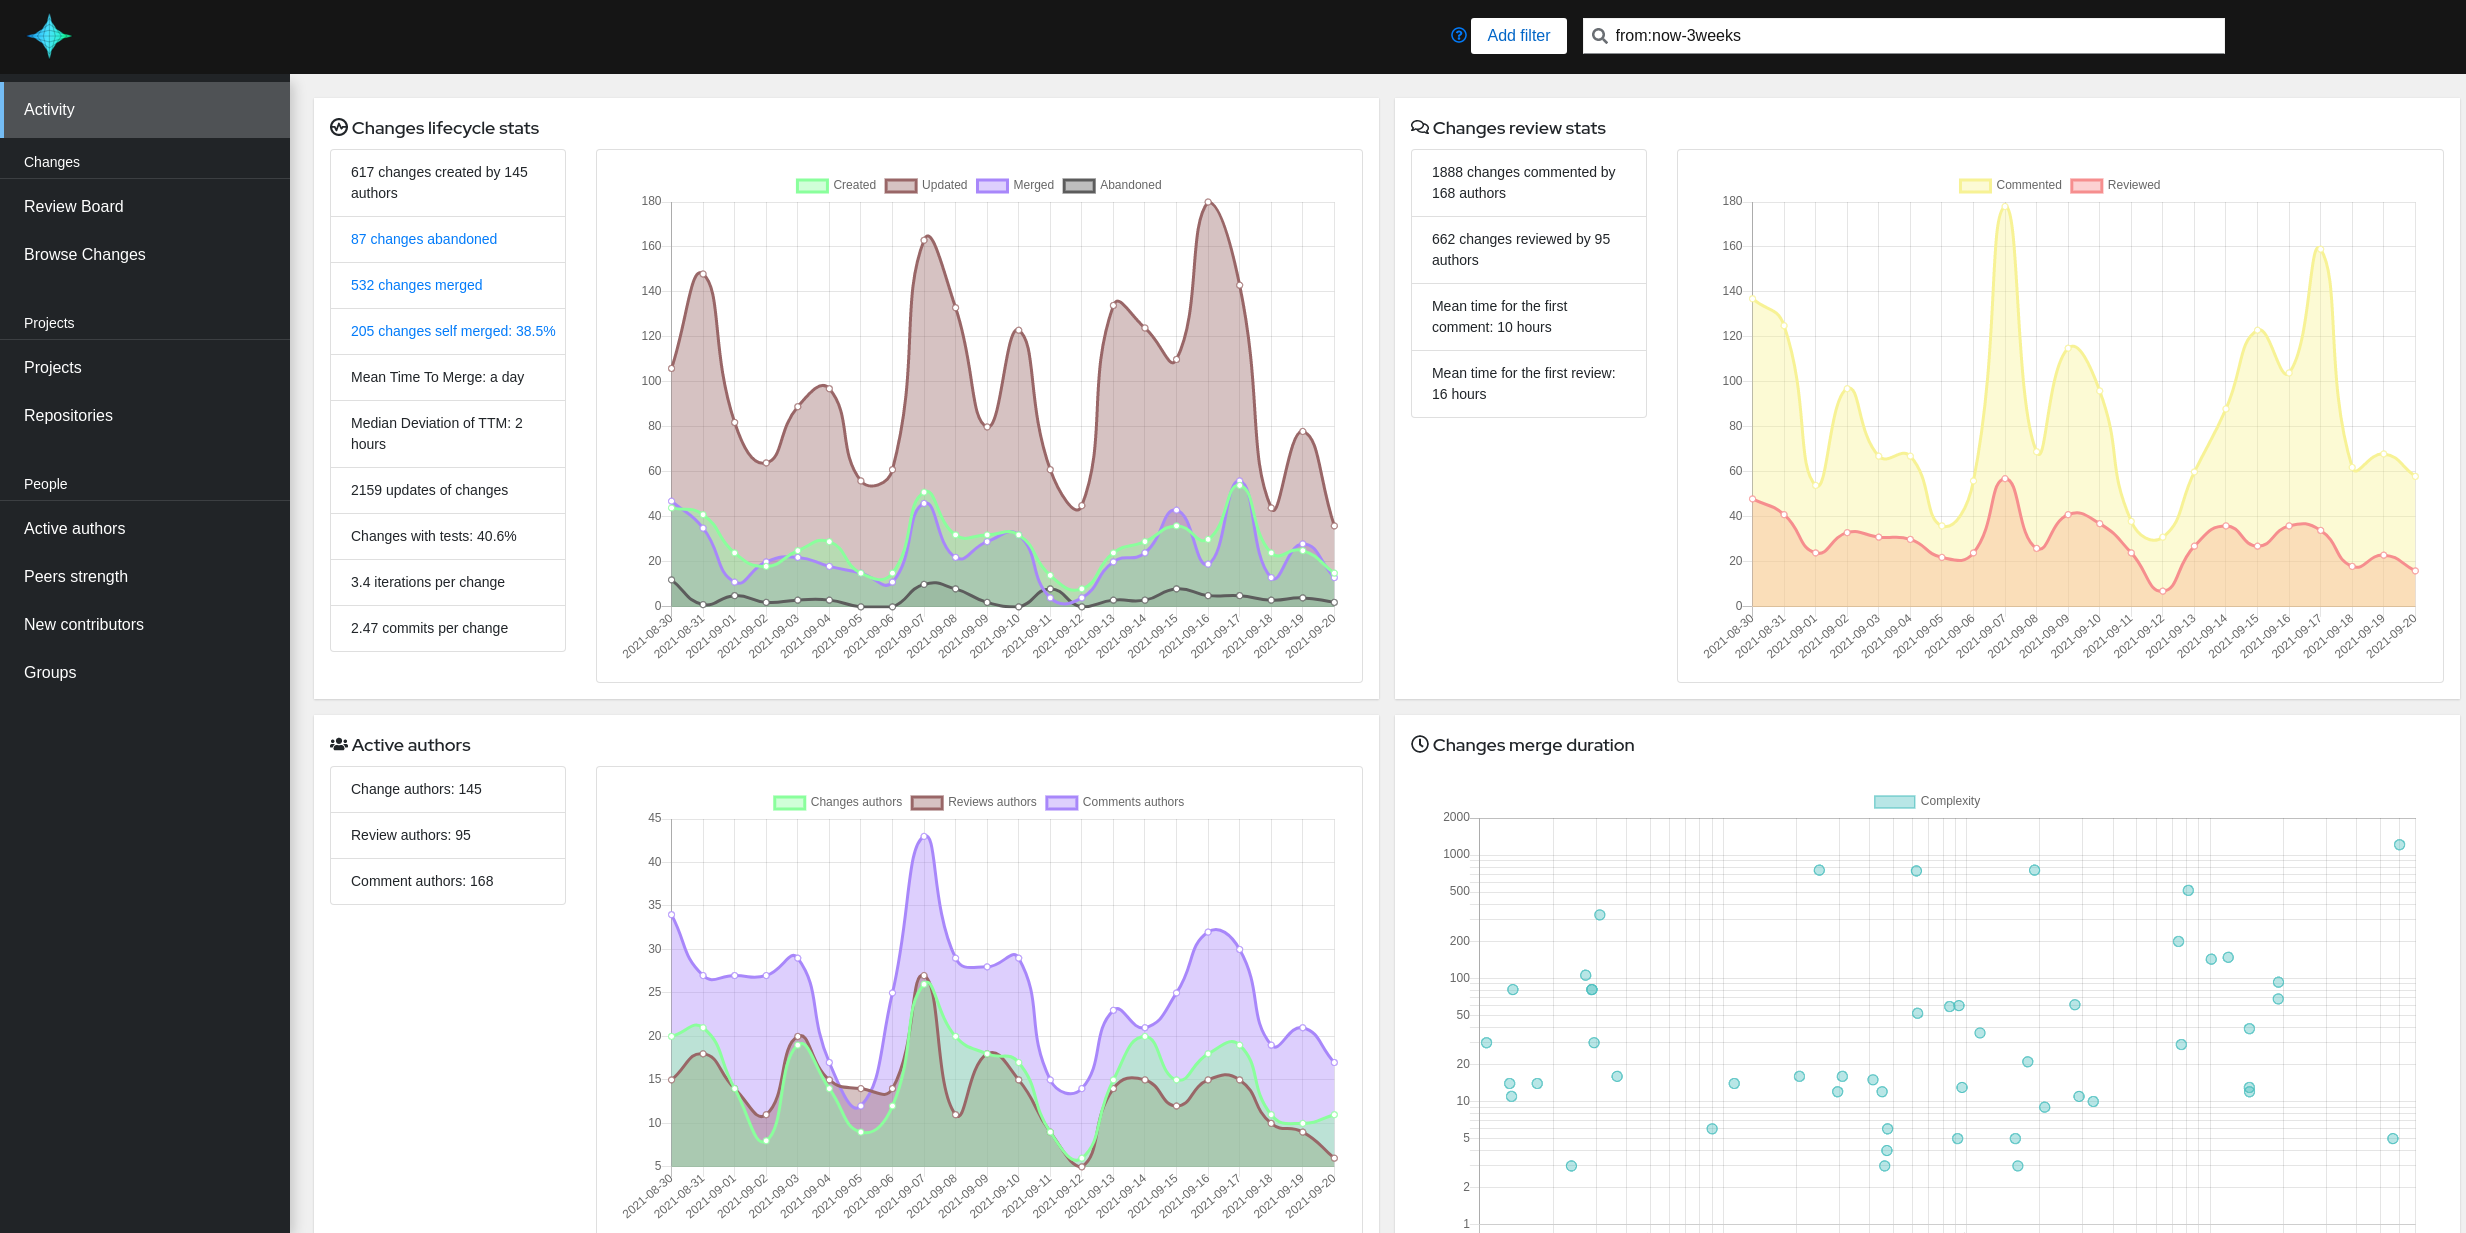 Add filter
from:now-3weeks
Activity
Changes
Review Board
Browse Changes
Projects
Projects
Repositories
People
Active authors
Peers strength
New contributors
Groups
Changes lifecycle stats
617 changes created by 145
authors
87 changes abandoned
532 changes merged
205 changes self merged: 38.5%
Mean Time To Merge: a day
Median Deviation of TTM: 2
hours
2159 updates of changes
Changes with tests: 40.6%
3.4 iterations per change
2.47 commits per change
Created Updated Merged Abandoned
180
160
140
120
100
80
60
40
20
0
2021-08-30 2021-08-31 2021-09-01 2021-09-02 2021-09-03 2021-09-04 2021-09-05 2021-09-06 2021-09-07 2021-09-08 2021-09-09 2021-09-10 2021-09-11 2021-09-12 2021-09-13 2021-09-14 2021-09-15 2021-09-16 2021-09-17 2021-09-18 2021-09-19 2021-09-20
Changes review stats
1888 changes commented by
168 authors
662 changes reviewed by 95
authors
Mean time for the first
comment: 10 hours
Mean time for the first review:
16 hours
Commented Reviewed
180
160
140
120
100
80
60
40
20
0
2021-08-30 2021-08-31 2021-09-01 2021-09-02 2021-09-03 2021-09-04 2021-09-05 2021-09-06 2021-09-07 2021-09-08 2021-09-09 2021-09-10 2021-09-11 2021-09-12 2021-09-13 2021-09-14 2021-09-15 2021-09-16 2021-09-17 2021-09-18 2021-09-19 2021-09-20
Active authors
Change authors: 145
Review authors: 95
Comment authors: 168
Changes authors Reviews authors Comments authors
45
40
35
30
25
20
15
10
5
2021-08-30 2021-08-31 2021-09-01 2021-09-02 2021-09-03 2021-09-04 2021-09-05 2021-09-06 2021-09-07 2021-09-08 2021-09-09 2021-09-10 2021-09-11 2021-09-12 2021-09-13 2021-09-14 2021-09-15 2021-09-16 2021-09-17 2021-09-18 2021-09-19 2021-09-20
Changes merge duration
Complexity
2000
1000
500
200
100
50
20
10
5
2
1